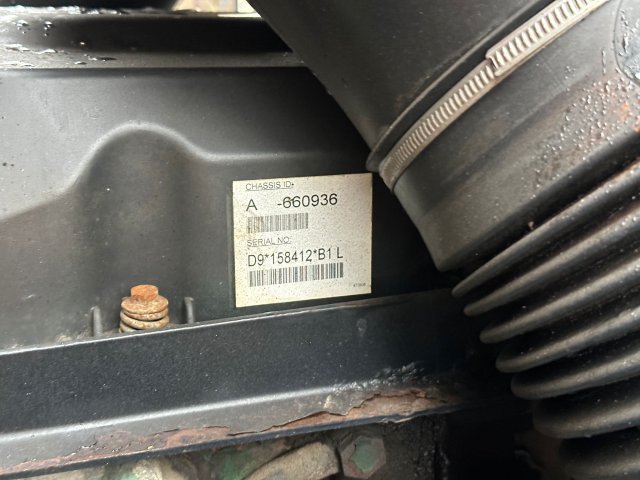 CHASSIS ID:
A -660936
SERIAL NO:
D9*158412*B1 L